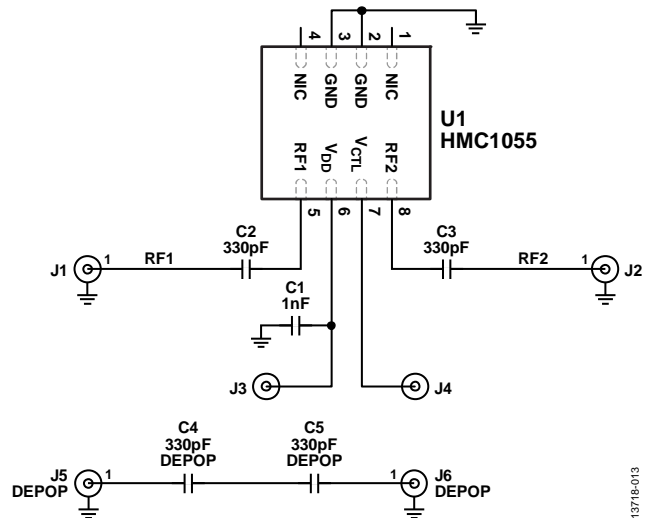 4 3 2 1
NIC GND GND NIC
U1
HMC1055
RF1 VDD VCTL RF2
5 6 7 8
C2
330pF
C3
330pF
J1 1 RF1
RF2 1 J2
C1
1nF
J3
J4
C4
330pF
DEPOP
C5
330pF
DEPOP
J5 1
DEPOP
1 J6
DEPOP
13718-013